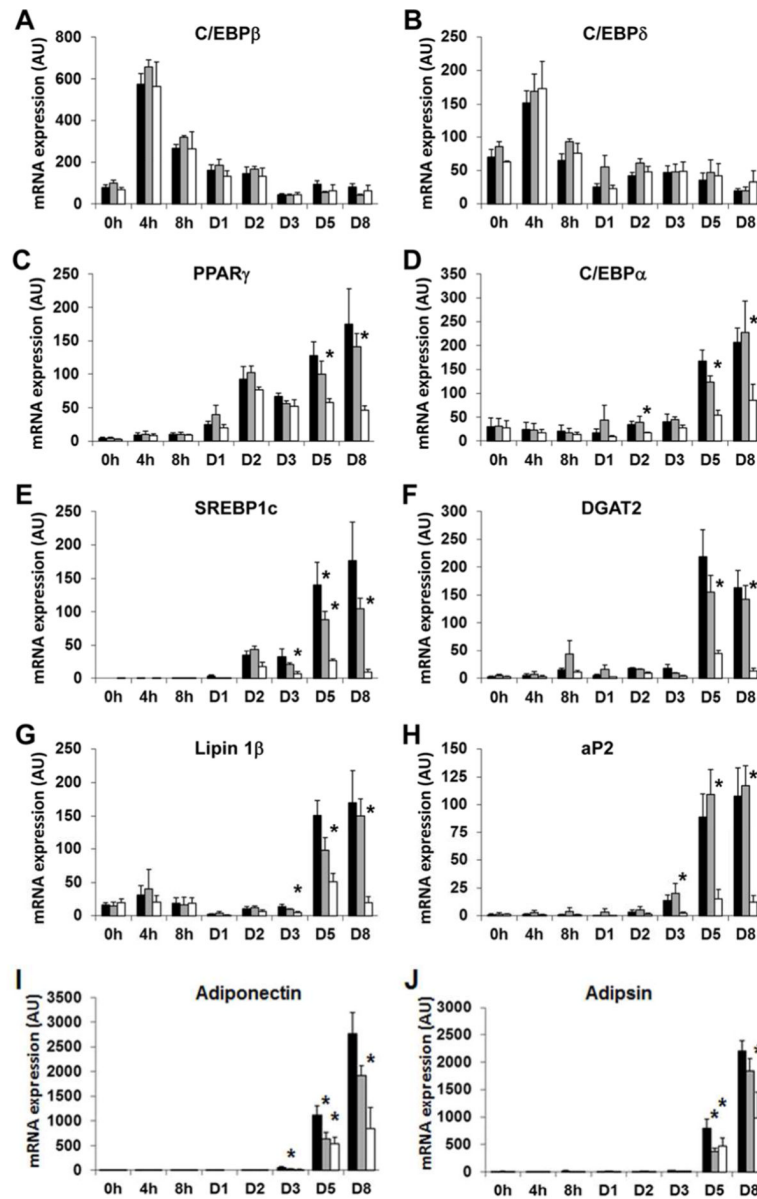 A
C/EBPβ
mRNA expression (AU)
800
600
400
200
0
0h 4h 8h D1 D2 D3 D5 D8
B
C/EBPδ
mRNA expression (AU)
250
200
150
100
50
0
0h 4h 8h D1 D2 D3 D5 D8
C
PPARγ
mRNA expression (AU)
250
200
150
100
50
0
* *
0h 4h 8h D1 D2 D3 D5 D8
D
C/EBPα
mRNA expression (AU)
350
300
250
200
150
100
50
0
* * *
0h 4h 8h D1 D2 D3 D5 D8
E
SREBP1c
mRNA expression (AU)
250
200
150
100
50
0
* * * *
0h 4h 8h D1 D2 D3 D5 D8
F
DGAT2
mRNA expression (AU)
300
250
200
150
100
50
0
* *
0h 4h 8h D1 D2 D3 D5 D8
G
Lipin 1β
mRNA expression (AU)
250
200
150
100
50
0
* * *
0h 4h 8h D1 D2 D3 D5 D8
H
aP2
mRNA expression (AU)
150
125
100
75
50
25
0
* * *
0h 4h 8h D1 D2 D3 D5 D8
I
Adiponectin
mRNA expression (AU)
3500
3000
2500
2000
1500
1000
500
0
* * * *
0h 4h 8h D1 D2 D3 D5 D8
J
Adipsin
mRNA expression (AU)
3000
2500
2000
1500
1000
500
0
* * *
0h 4h 8h D1 D2 D3 D5 D8